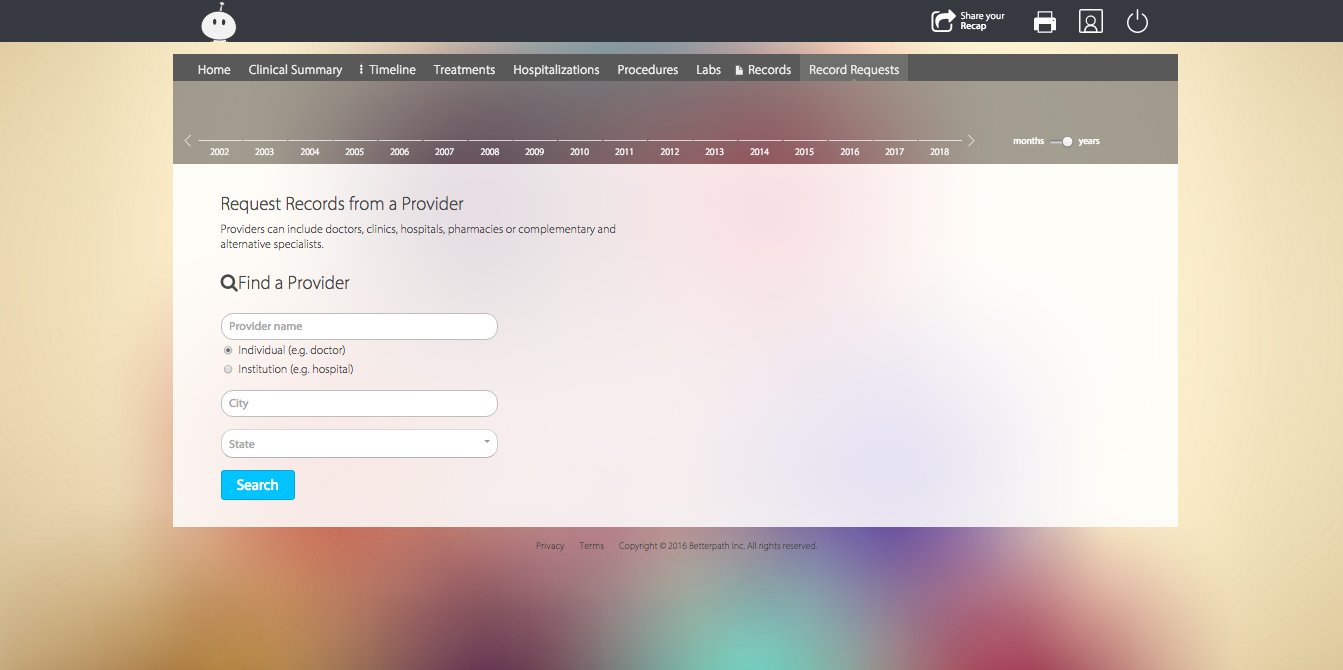 Share your
Recap
Home Clinical Summary Timeline Treatments Hospitalizations Procedures Labs Records Record Requests
2002 2003 2004 2005 2006 2007 2008 2009 2010 2011 2012 2013 2014 2015 2016 2017 2018 months years
Request Records from a Provider
Providers can include doctors, clinics, hospitals, pharmacies or complementary and
alternative specialists.
Find a Provider
Provider name
Individual (e.g. doctor)
Institution (e.g. hospital)
City
State
Search
Privacy Terms Copyright © 2016 Betterpath Inc. All rights reserved.